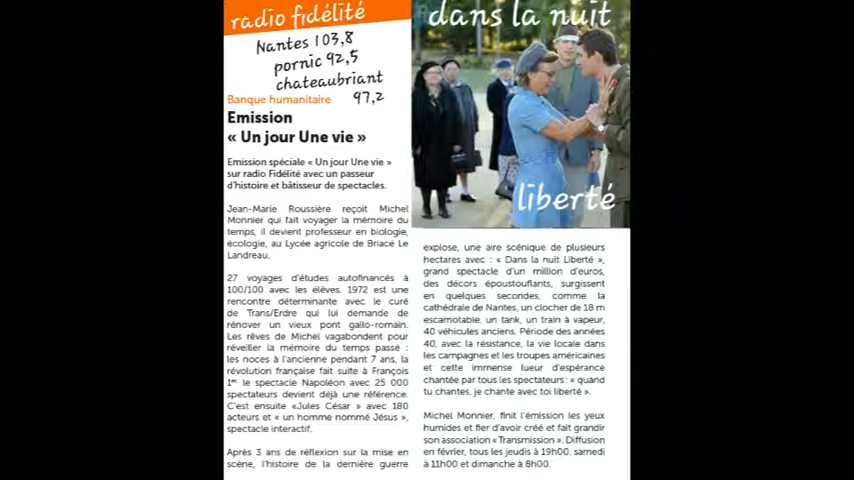 radio fidélité
Nantes 103,8
pornic 92,5
chateaubriant
97,2
Banque humanitaire
Emission
« Un jour Une vie »
Emission spéciale « Un jour Une vie »
sur radio Fidélité avec un passeur
d'histoire et bâtisseur de spectacles.
Jean-Marie Roussière reçoit Michel
Monnier qui fait voyager la mémoire du
temps, il devient professeur en biologie,
écologie, au Lycée agricole de Briacé Le
Landreau.
27 voyages d'études autofinancés à
100/100 avec les élèves. 1972 est une
rencontre déterminante avec le curé
de Trans/Erdre qui lui demande de
rénover un vieux pont gallo-romain.
Les rêves de Michel vagabondent pour
réveiller la mémoire du temps passé :
les noces à l'ancienne pendant 7 ans, la
révolution française fait suite à François
1er le spectacle Napoléon avec 25 000
spectateurs devient déjà une référence.
C'est ensuite «Jules César » avec 180
acteurs et « un homme nommé Jésus »,
spectacle interactif.
Après 3 ans de réflexion sur la mise en
scène, l'histoire de la dernière guerre
dans la nuit
liberté
explose, une aire scénique de plusieurs
hectares avec : « Dans la nuit Liberté »,
grand spectacle d'un million d'euros,
des décors époustouflants, surgissent
en quelques secondes, comme la
cathédrale de Nantes, un clocher de 18 m
escamotable, un tank, un train à vapeur,
40 véhicules anciens. Période des années
40, avec la résistance, la vie locale dans
les campagnes et les troupes américaines
et cette immense lueur d'espérance
chantée par tous les spectateurs : « quand
tu chantes, je chante avec toi liberté ».
Michel Monnier, finit l'émission les yeux
humides et fier d'avoir créé et fait grandir
son association « Transmission ». Diffusion
en février, tous les jeudis à 19h00, samedi
à 11h00 et dimanche à 8h00.